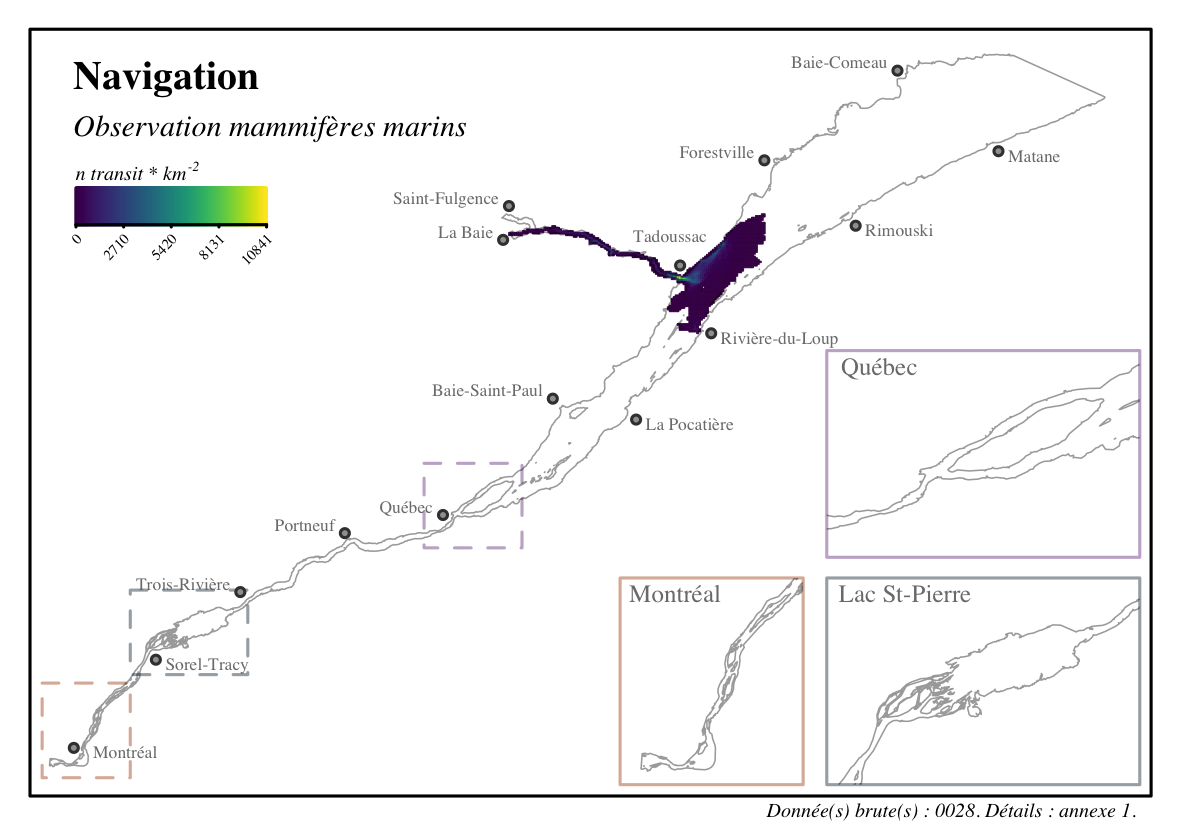 Navigation
Observation mammifères marins
n transit * km-2
0
2710
5420
8131
10841
Baie-Comeau
Forestville
Matane
Saint-Fulgence
La Baie
Tadoussac
Rimouski
Rivière-du-Loup
Québec
Baie-Saint-Paul
La Pocatière
Québec
Portneuf
Trois-Rivière
Montréal
Lac St-Pierre
Sorel-Tracy
Montréal
Donnée(s) brute(s) : 0028. Détails : annexe 1.